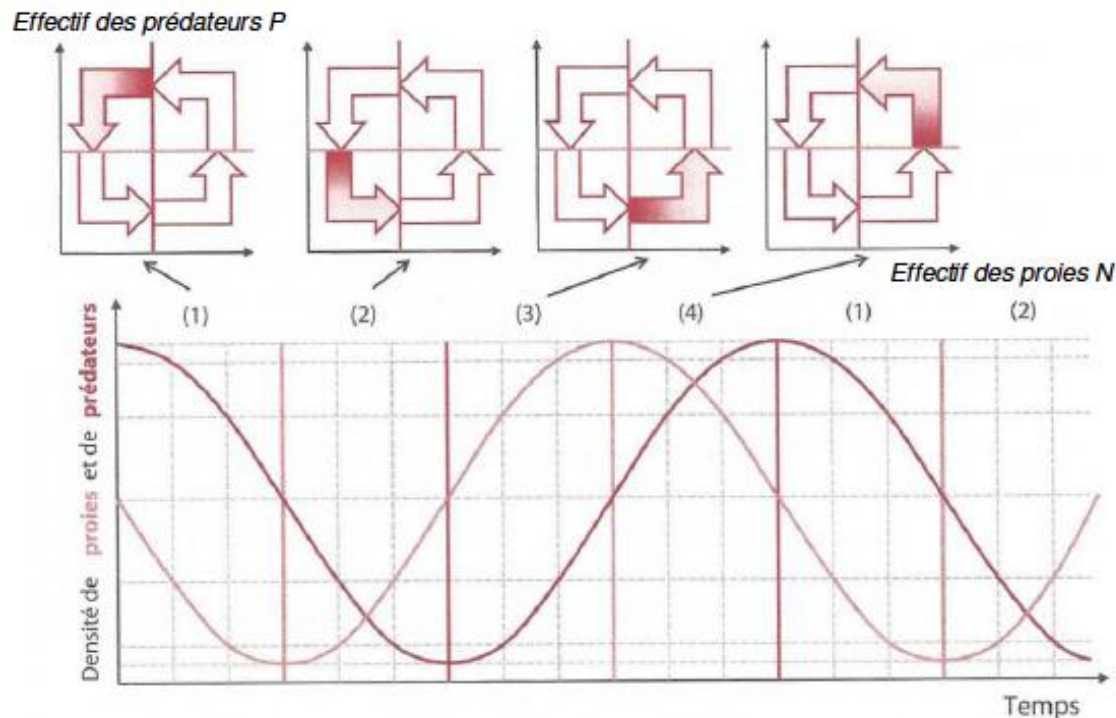 Effectif des prédateurs P
Effectif des proies N
(1) (2) (3) (4) (1) (2)
Densité de proies et de prédateurs
Temps